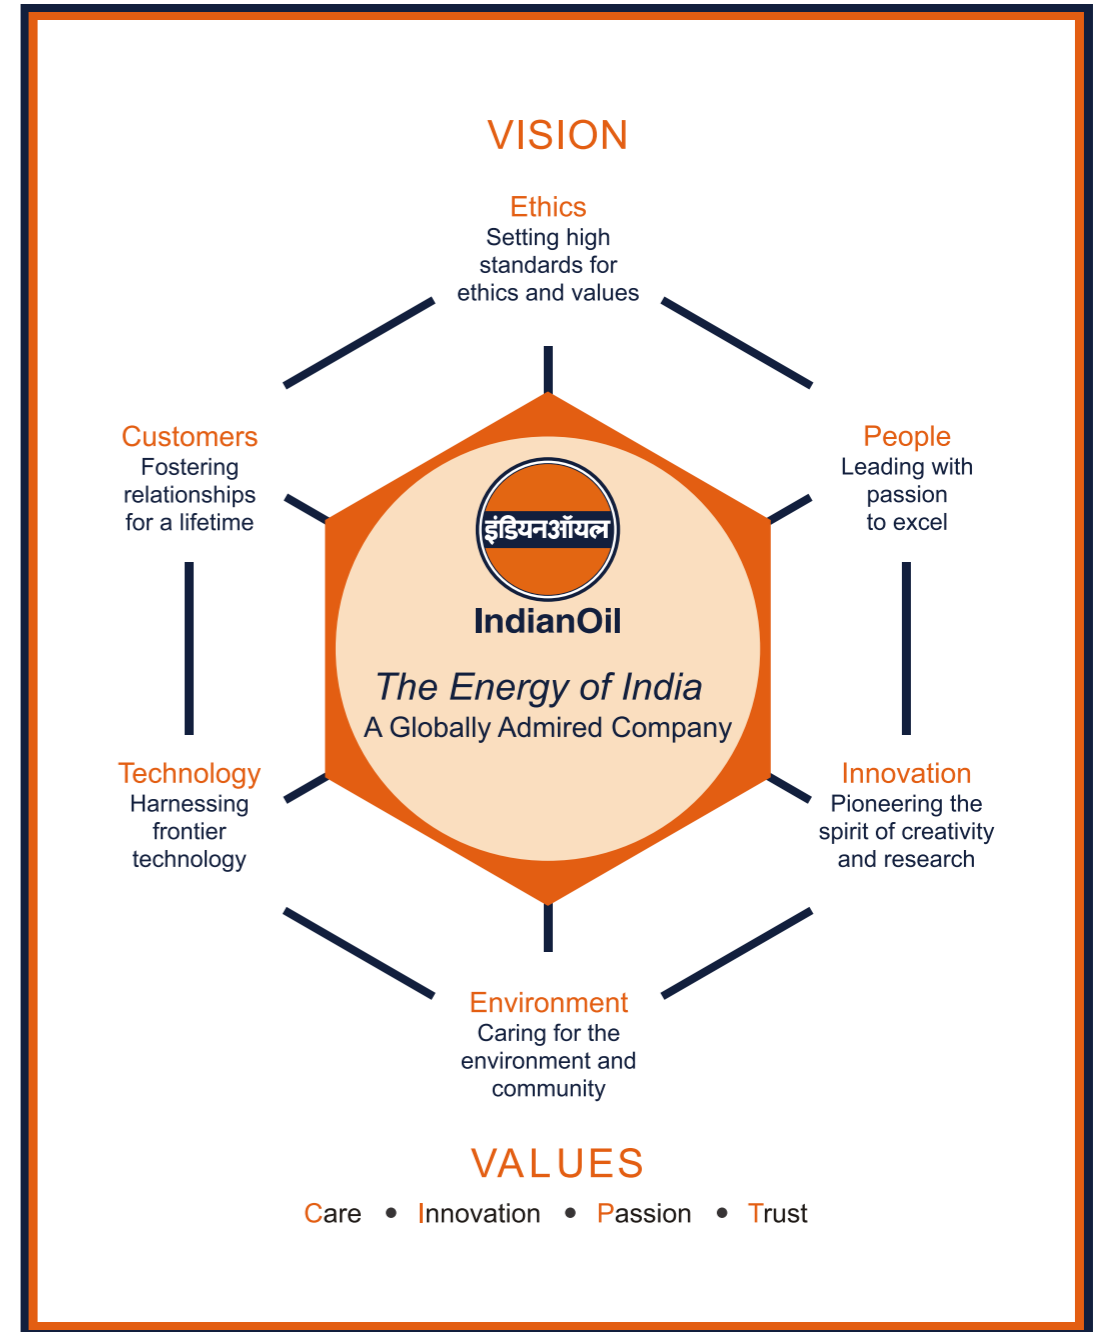 VISION
Ethics
Setting high
standards for
ethics and values
Customers
Fostering
relationships
for a lifetime
People
Leading with
passion
to excel
इंडियनऑयल
IndianOil
The Energy of India
A Globally Admired Company
Technology
Harnessing
frontier
technology
Innovation
Pioneering the
spirit of creativity
and research
Environment
Caring for the
environment and
community
VALUES
Care • Innovation • Passion • Trust